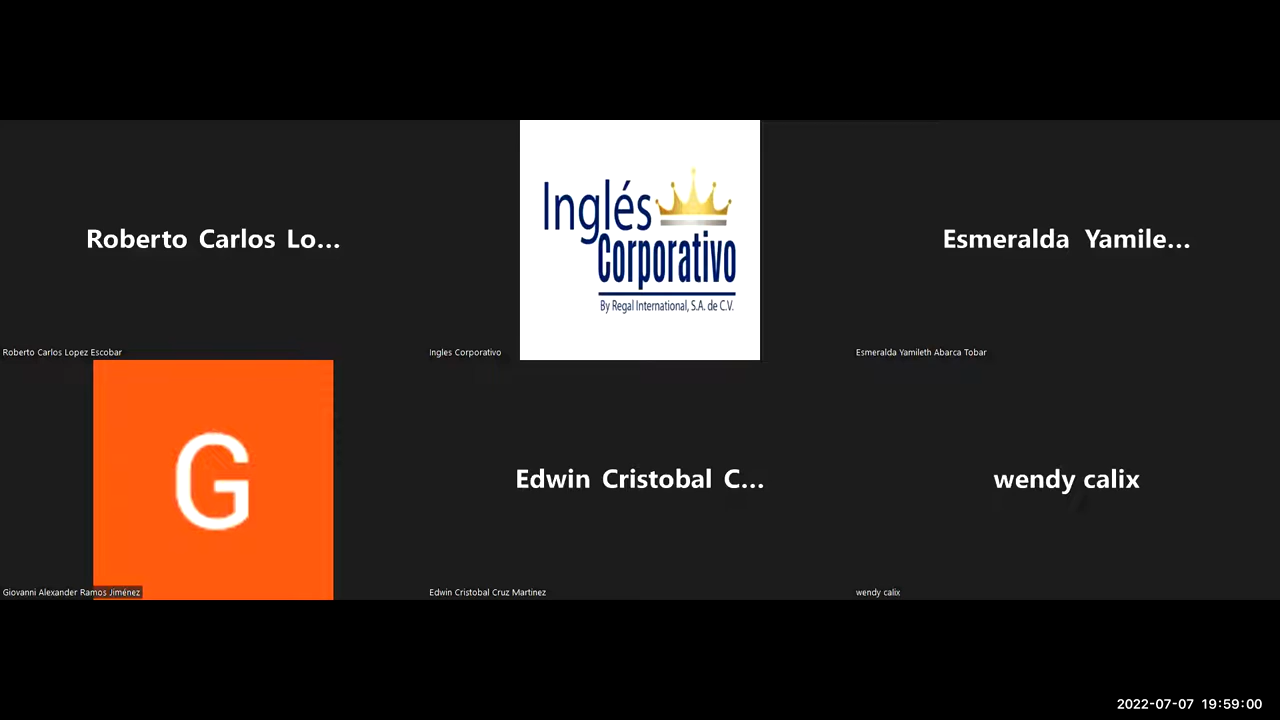 Roberto Carlos Lo...
Roberto Carlos Lopez Escobar
Inglés
Corporativo
By Regal International, S.A. de C.V.
Ingles Corporativo
Esmeralda Yamile...
Esmeralda Yamileth Abarca Tobar
G
Giovanni Alexander Ramos Jiménez
Edwin Cristobal C...
Edwin Cristobal Cruz Martinez
wendy calix
wendy calix
2022-07-07 19:59:00